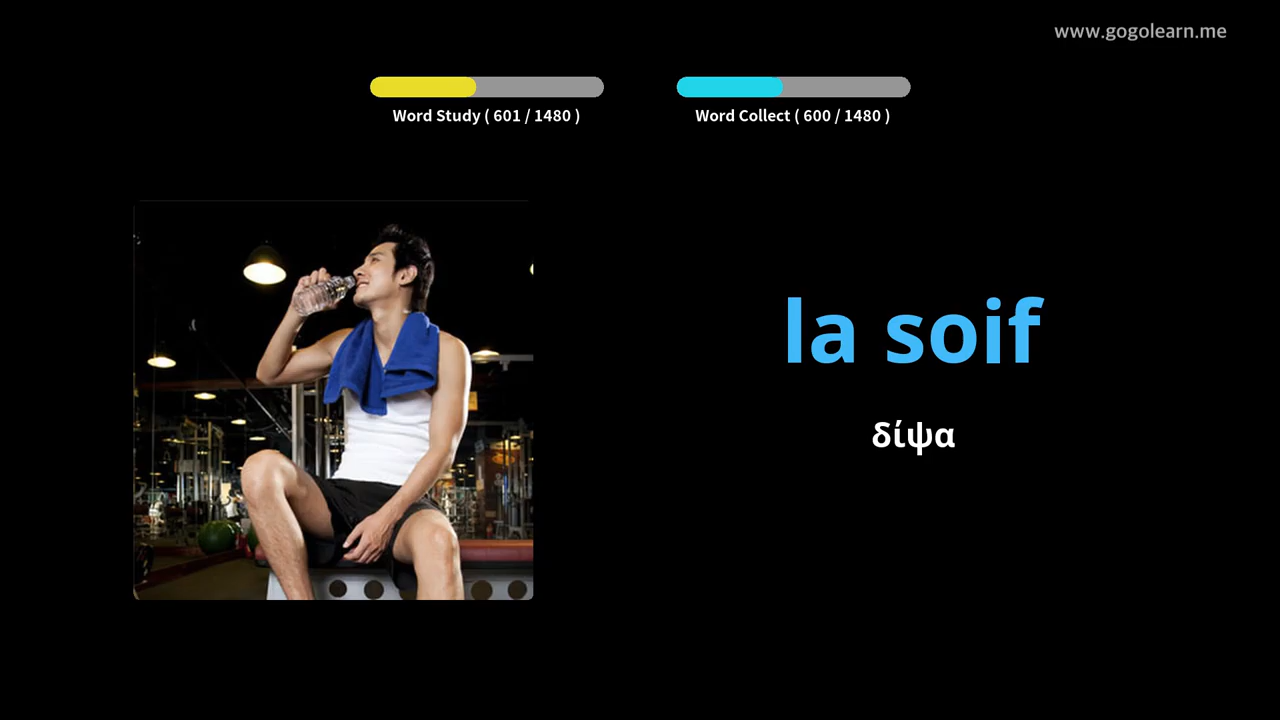 www.gogolearn.me
Word Study ( 601 / 1480 )
Word Collect ( 600 / 1480 )
la soif
δίψα